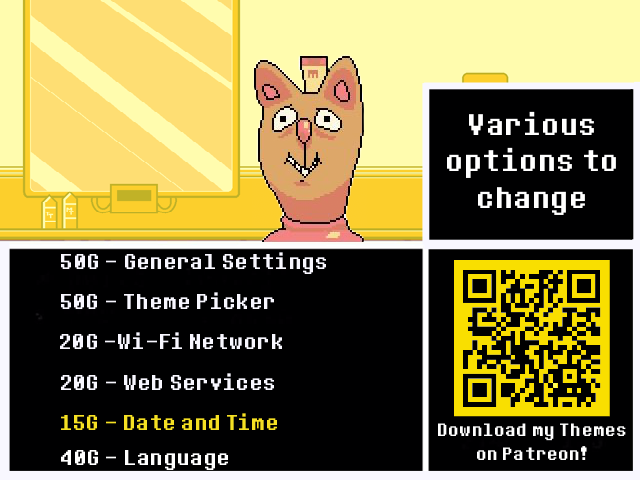 Various
options to
change
50G - General Settings
50G - Theme Picker
20G -Wi-Fi Network
20G - Web Services
15G - Date and Time
40G - Language
Download my Themes
on Patreon!